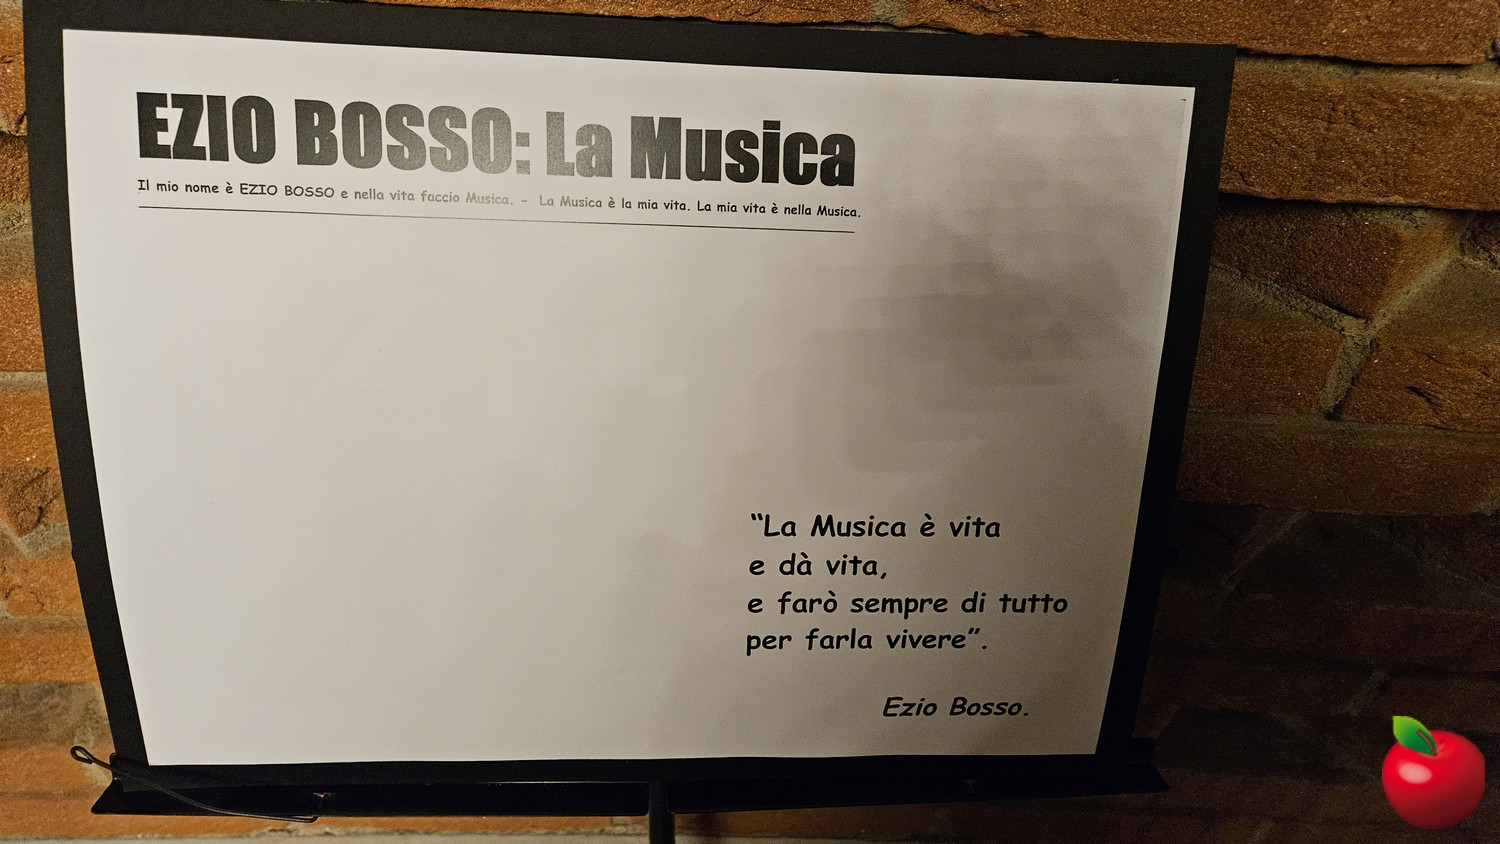 EZIO BOSSO: La Musica
Il mio nome è EZIO BOSSO e nella vita faccio Musica. - La Musica è la mia vita. La mia vita è nella Musica.
“La Musica è vita
e dà vita,
e farò sempre di tutto
per farla vivere”.
Ezio Bosso.